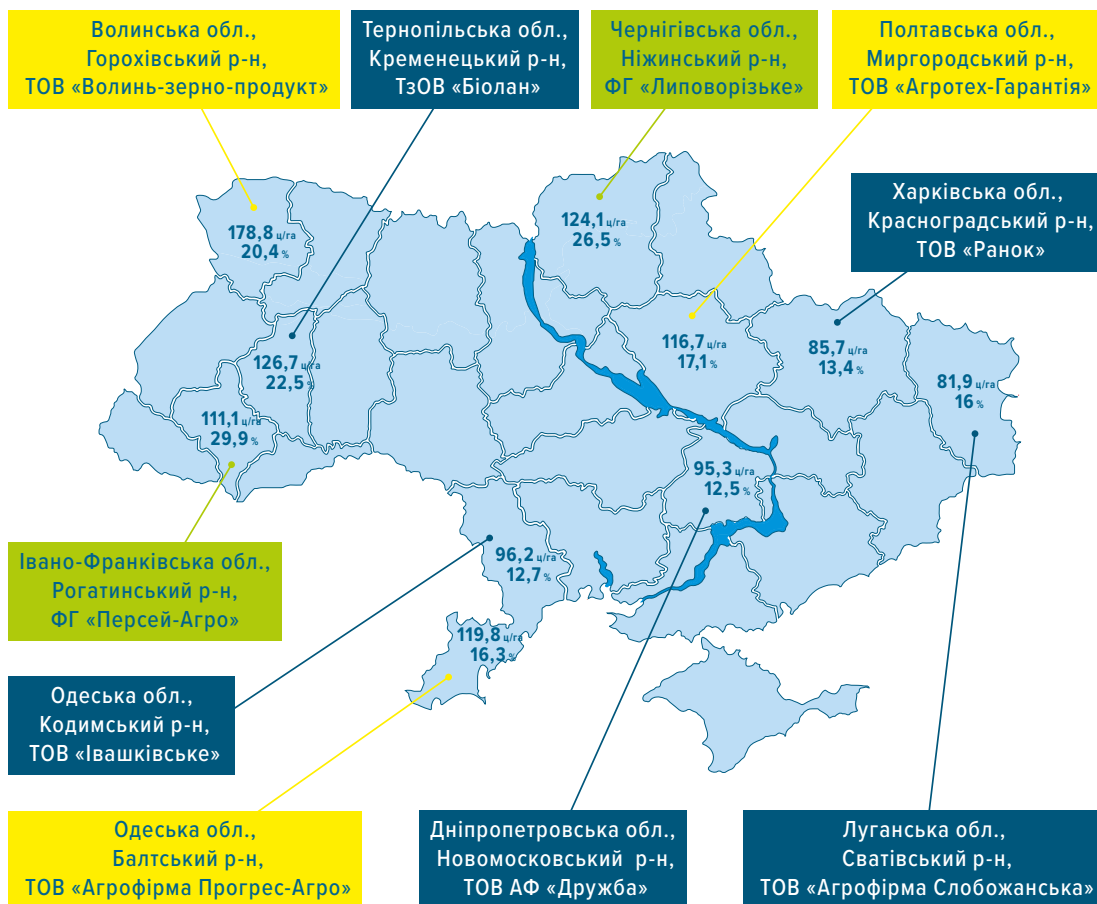 Волинська обл.,
Горохівський р-н,
ТОВ «Волинь-зерно-продукт»
Тернопільська обл.,
Кременецький р-н,
ТзОВ «Біолан»
Чернігівська обл.,
Ніжинський р-н,
ФГ «Липоворізьке»
Полтавська обл.,
Миргородський р-н,
ТОВ «Агротех-Гарантія»
Харківська обл.,
Красноградський р-н,
ТОВ «Ранок»
178,8 ц/га
20,4 %
124,1 ц/га
26,5 %
126,7 ц/га
22,5 %
116,7 ц/га
17,1 %
85,7 ц/га
13,4 %
81,9 ц/га
16 %
111,1 ц/га
29,9 %
95,3 ц/га
12,5 %
96,2 ц/га
12,7 %
119,8 ц/га
16,3 %
Івано-Франківська обл.,
Рогатинський р-н,
ФГ «Персей-Агро»
Одеська обл.,
Кодимський р-н,
ТОВ «Івашківське»
Одеська обл.,
Балтський р-н,
ТОВ «Агрофірма Прогрес-Агро»
Дніпропетровська обл.,
Новомосковський р-н,
ТОВ АФ «Дружба»
Луганська обл.,
Сватівський р-н,
ТОВ «Агрофірма Слобожанська»